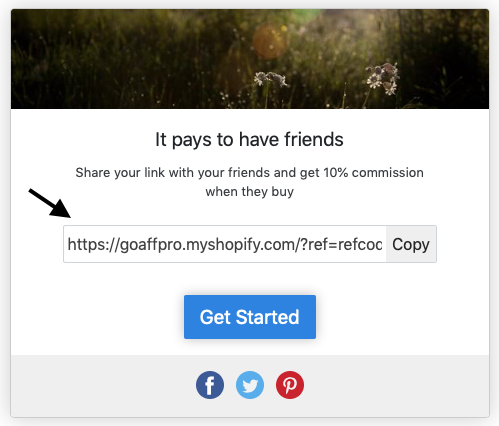 It pays to have friends
Share your link with your friends and get 10% commission
when they buy
https://goaffpro.myshopify.com/?ref=refcoc Copy
Get Started